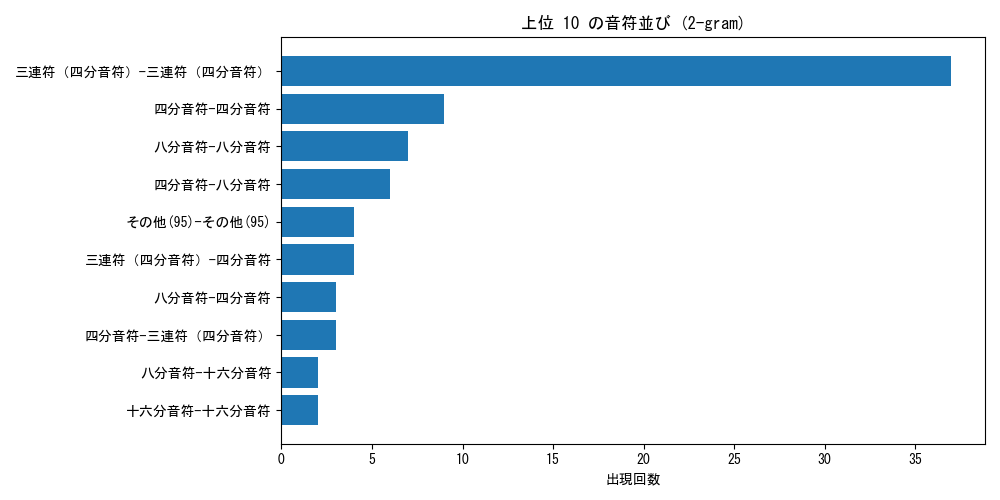 上位 10 の音符並び (2-gram)
三連符（四分音符）-三連符（四分音符）
四分音符-四分音符
八分音符-八分音符
四分音符-八分音符
その他(95)-その他(95)
三連符（四分音符）-四分音符
八分音符-四分音符
四分音符-三連符（四分音符）
八分音符-十六分音符
十六分音符-十六分音符
0 5 10 15 20 25 30 35
出現回数